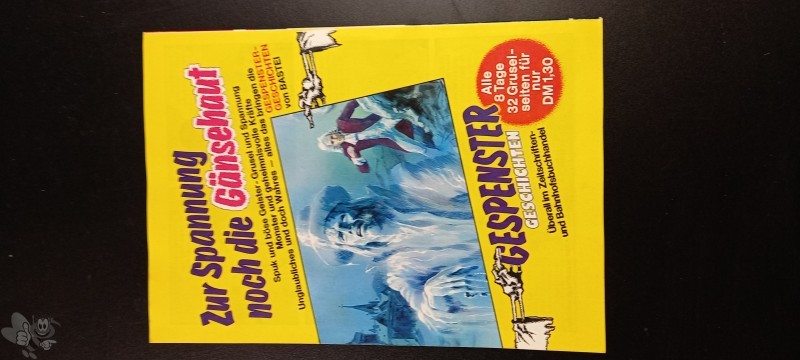 Zur Spannung
noch die Gänsehaut
Spuk und böse Geister - Grusel und Spannung
Monster und geheimnisvolle Kräfte
Unglaubliches und doch Wahres – alles das bringen die
GESPENSTER-
GESCHICHTEN
von BASTEI
GESPENSTER
GESCHICHTEN
Überall im Zeitschriften-
und Bahnhofsbuchhandel
Alle
8 Tage
32 Grusel-
seiten für
nur
DM 1,30